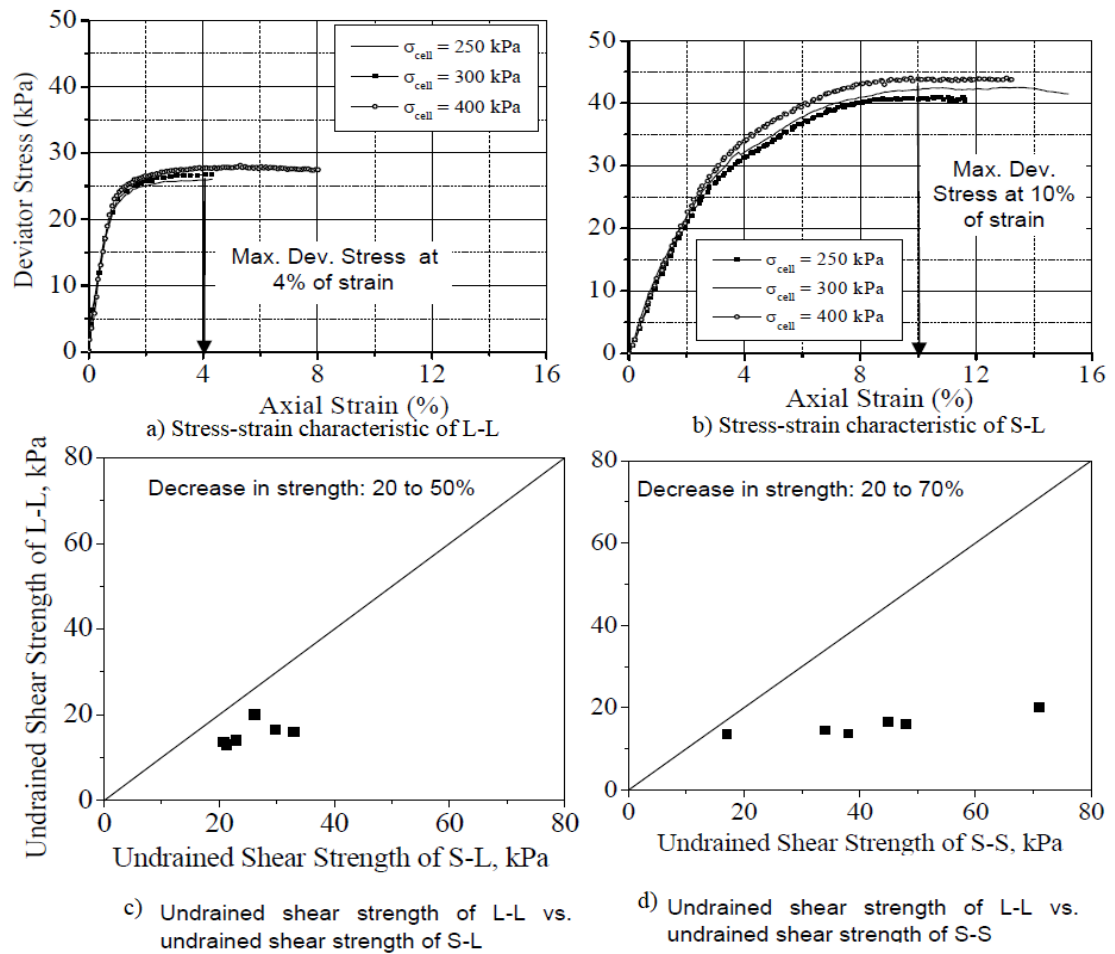 50
40
30
20
10
0
Deviator Stress (kPa)
σcell = 250 kPa
σcell = 300 kPa
σcell = 400 kPa
Max. Dev. Stress at
4% of strain
0 4 8 12 16
Axial Strain (%)
a) Stress-strain characteristic of L-L
50
40
30
20
10
0
Max. Dev.
Stress at 10%
of strain
σcell = 250 kPa
σcell = 300 kPa
σcell = 400 kPa
0 4 8 12 16
Axial Strain (%)
b) Stress-strain characteristic of S-L
80
60
40
20
0
Undrained Shear Strength of L-L, kPa
Decrease in strength: 20 to 50%
0 20 40 60 80
Undrained Shear Strength of S-L, kPa
c) Undrained shear strength of L-L vs.
undrained shear strength of S-L
80
60
40
20
0
Decrease in strength: 20 to 70%
0 20 40 60 80
Undrained Shear Strength of S-S, kPa
d) Undrained shear strength of L-L vs.
undrained shear strength of S-S